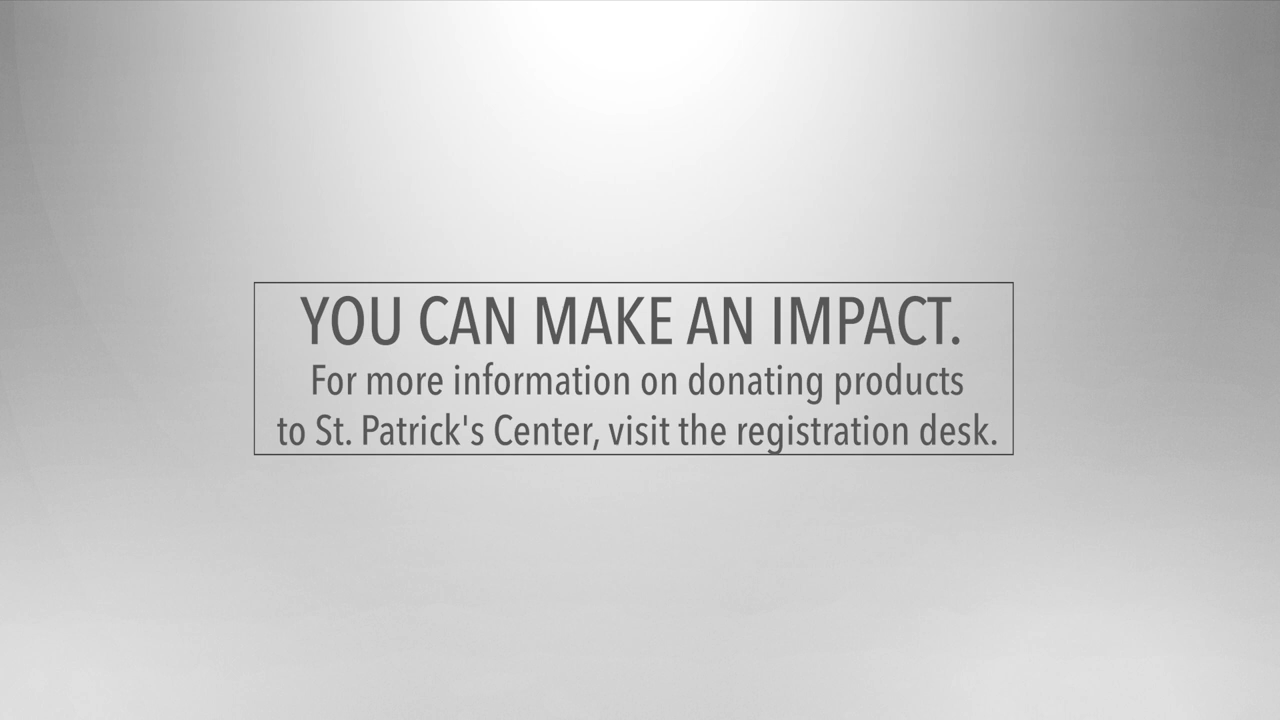 YOU CAN MAKE AN IMPACT.
For more information on donating products
to St. Patrick's Center, visit the registration desk.